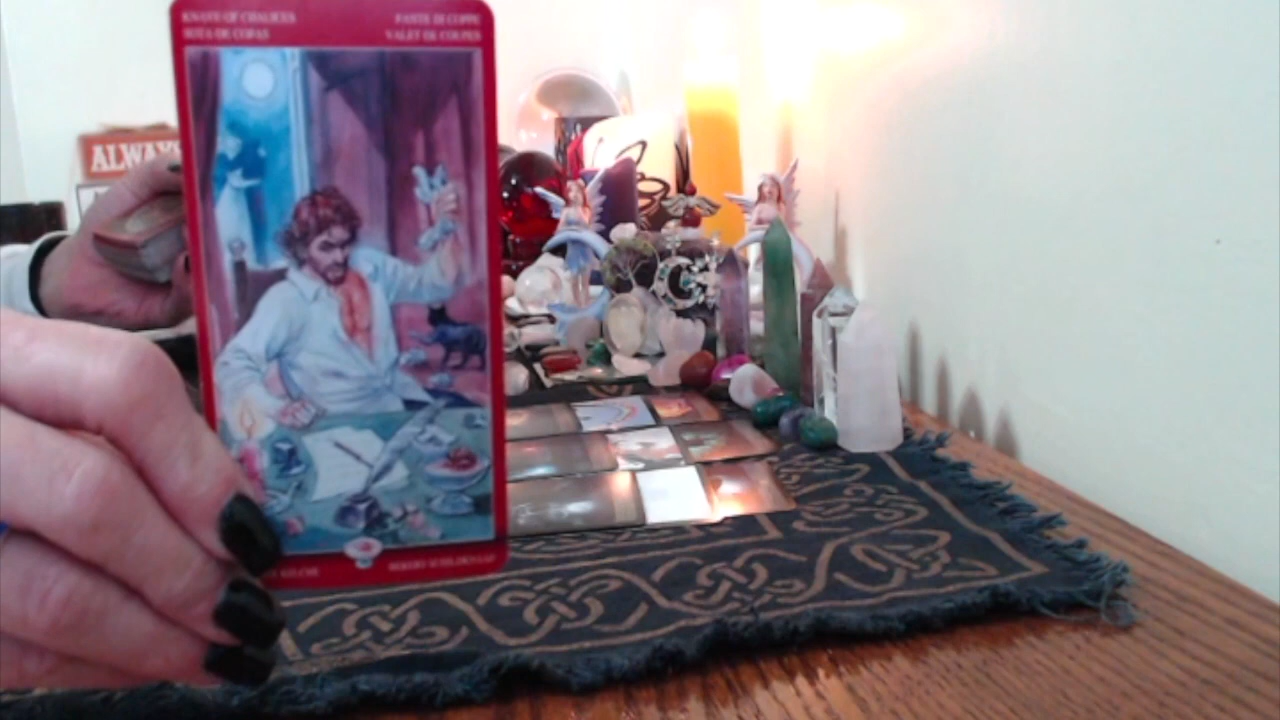 KNAVE OF CHALICES
FANTE DI COPPE
SOTA DE COPAS
VALET DE COUPES
ALWAYS